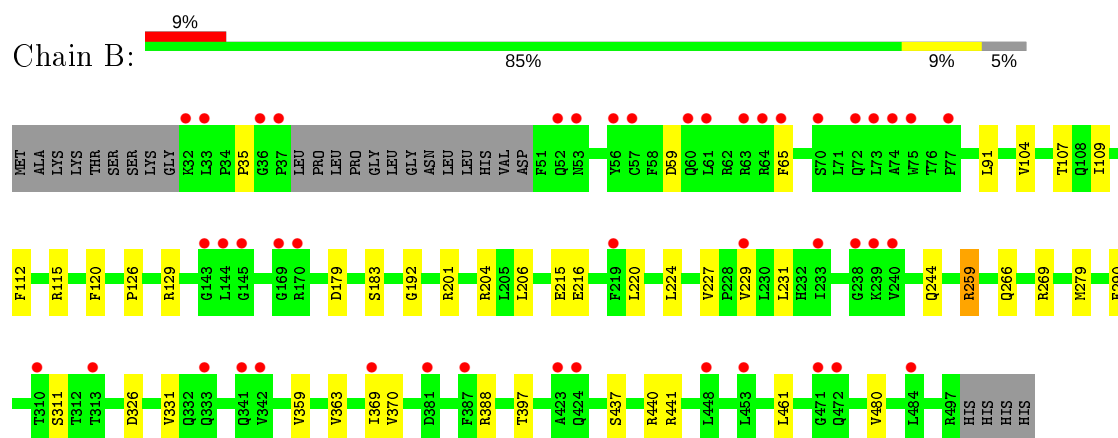 9%
Chain B:
85% 9% 5%
MET ALA LYS LYS THR SER SER LYS GLY K32 L33 P34 P35 G36 P37 LEU PRO LEU LEU PRO GLY LEU LEU GLY ASN LEU LEU HIS VAL ASP F51 Q52 N53 Y56 C57 F58 D59 Q60 L61 R62 R63 R64 F65 S70 L71 Q72 L73 A74 W75 T76 P77 L91 V104 T107 Q108 I109
F112 R115 F120 P126 R129 G143 L144 G145 G169 R170 D179 S183 G192 R201 R204 L205 L206 E215 E216 F219 L220 L224 V227 P228 V229 L230 L231 H232 I233 G238 K239 V240 Q244 R259 Q266 R269 M279
T310 S311 T312 T313 D326 V331 Q332 Q333 Q341 V342 V359 V363 I369 V370 D381 F387 R388 T397 A423 Q424 S437 R440 R441 L448 L453 L461 G471 Q472 V480 L484 R497 HIS HIS HIS HIS